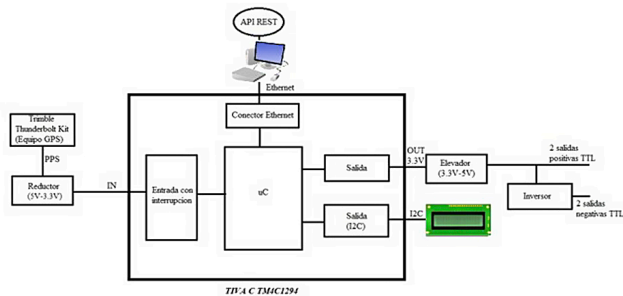 API REST
Ethernet
Conector Ethernet
Trimble
Thunderbolt Kit
(Equipo GPS)
PPS
Reductor
(5V-3.3V)
IN
Entrada con
interrupcion
uC
Salida
OUT
3.3V
Elevador
(3.3V-5V)
2 salidas
positivas TTL
Inversor
2 salidas
negativas TTL
Salida
(I2C)
I2C
TIVA C TM4C1294